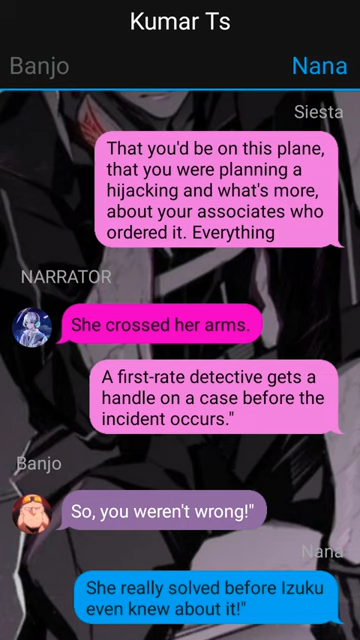 Kumar Ts
Banjo
Nana
Siesta
That you'd be on this plane,
that you were planning a
hijacking and what's more,
about your associates who
ordered it. Everything
NARRATOR
She crossed her arms.
A first-rate detective gets a
handle on a case before the
incident occurs."
Banjo
So, you weren't wrong!"
Nana
She really solved before Izuku
even knew about it!"